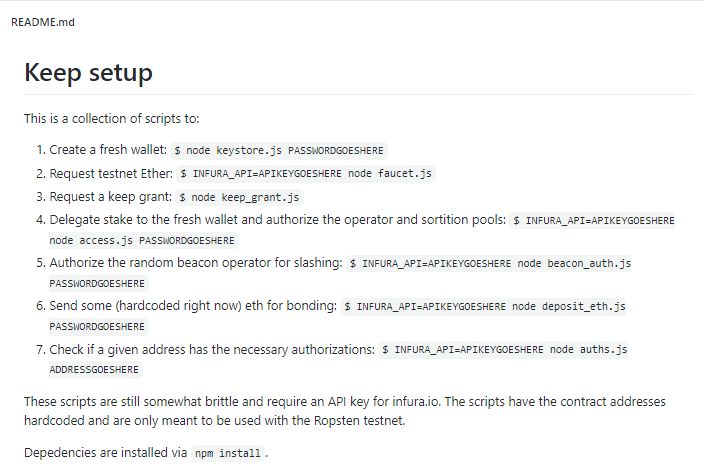 README.md
Keep setup
This is a collection of scripts to:
1. Create a fresh wallet: $ node keystore.js PASSWORDGOESHERE
2. Request testnet Ether: $ INFURA_API=APIKEYGOESHERE node faucet.js
3. Request a keep grant: $ node keep_grant.js
4. Delegate stake to the fresh wallet and authorize the operator and sortition pools: $ INFURA_API=APIKEYGOESHERE
node access.js PASSWORDGOESHERE
5. Authorize the random beacon operator for slashing: $ INFURA_API=APIKEYGOESHERE node beacon_auth.js
PASSWORDGOESHERE
6. Send some (hardcoded right now) eth for bonding: $ INFURA_API=APIKEYGOESHERE node deposit_eth.js
PASSWORDGOESHERE
7. Check if a given address has the necessary authorizations: $ INFURA_API=APIKEYGOESHERE node auths.js
ADDRESSGOESHERE
These scripts are still somewhat brittle and require an API key for infura.io. The scripts have the contract addresses
hardcoded and are only meant to be used with the Ropsten testnet.
Depedencies are installed via npm install .